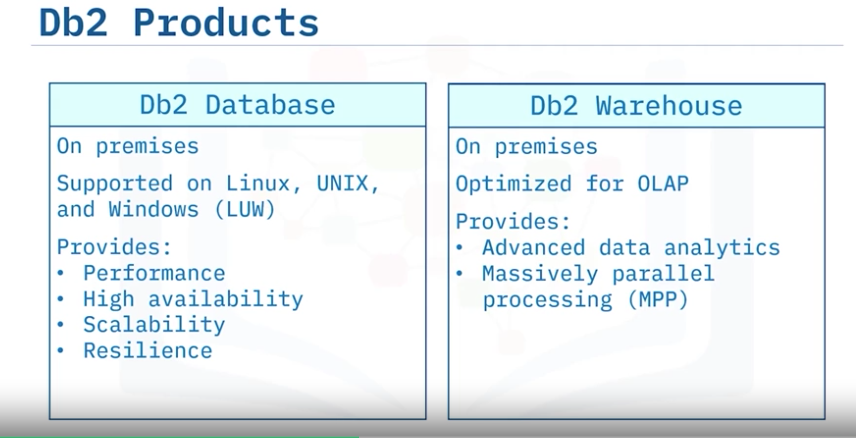 Db2 Products
Db2 Database
On premises
Supported on Linux, UNIX,
and Windows (LUW)
Provides:
• Performance
• High availability
• Scalability
• Resilience
Db2 Warehouse
On premises
Optimized for OLAP
Provides:
• Advanced data analytics
• Massively parallel
processing (MPP)